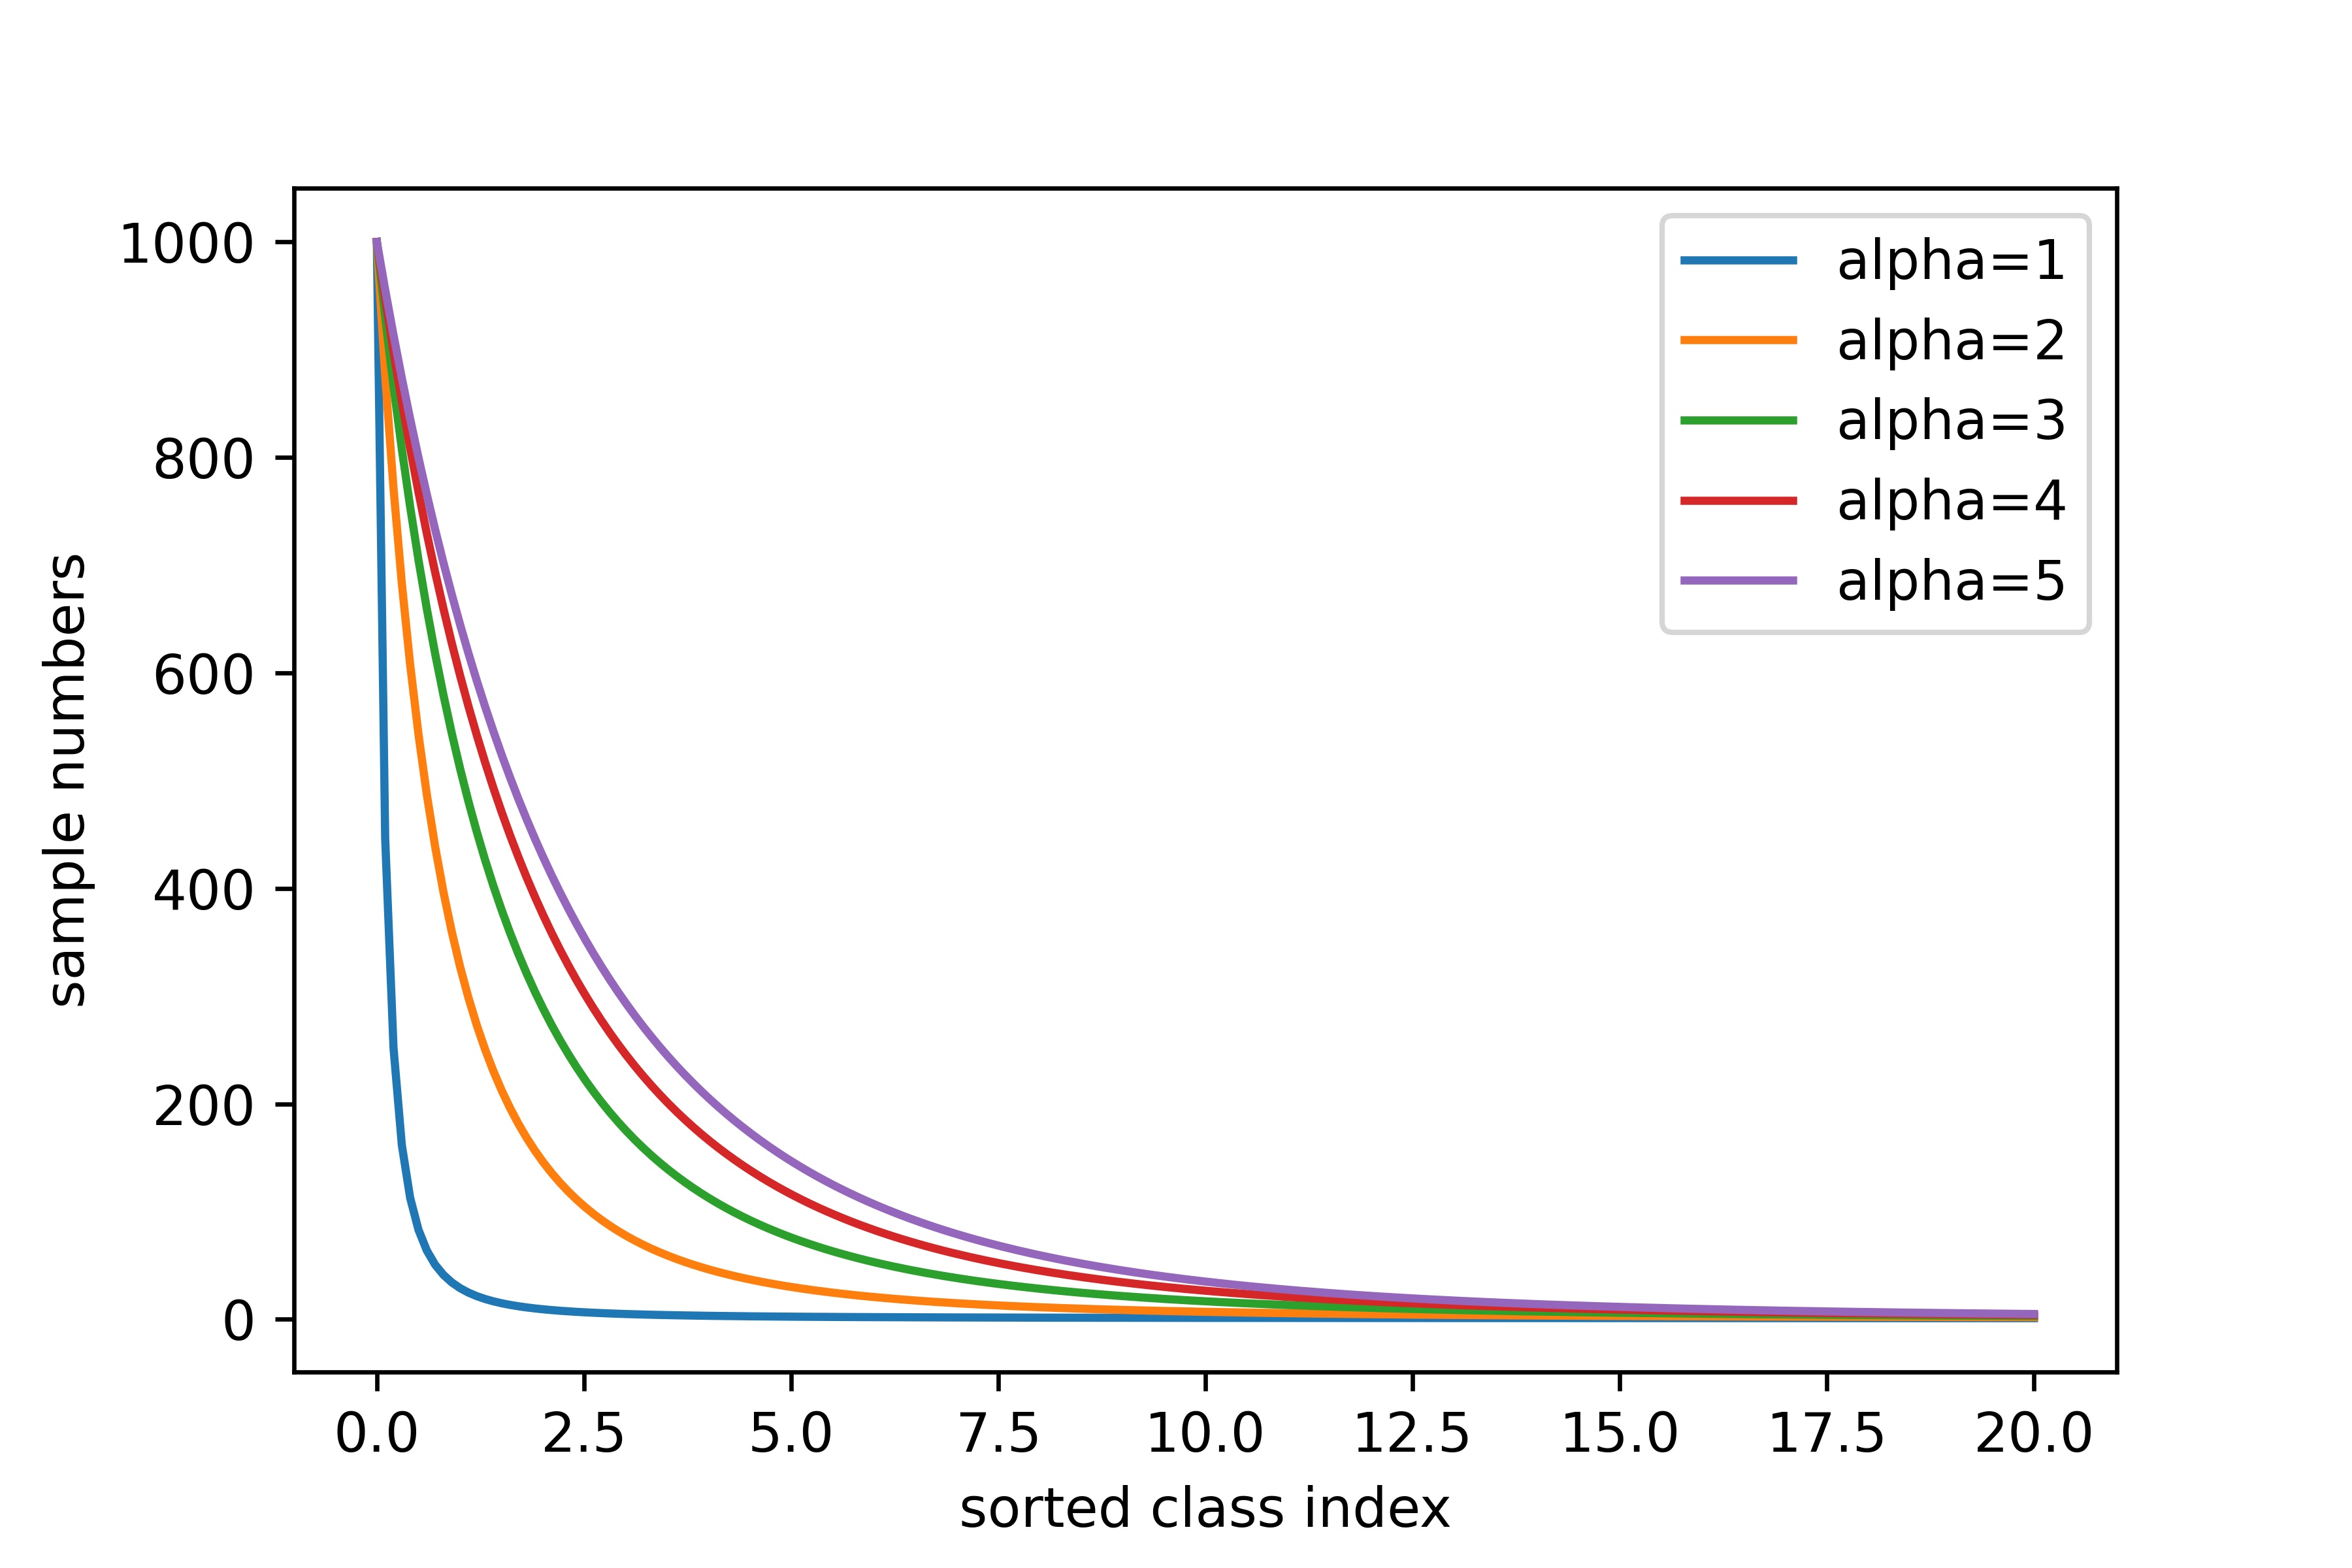 alpha=1
alpha=2
alpha=3
alpha=4
alpha=5
1000
800
600
400
200
0
sample numbers
0.0 2.5 5.0 7.5 10.0 12.5 15.0 17.5 20.0
sorted class index